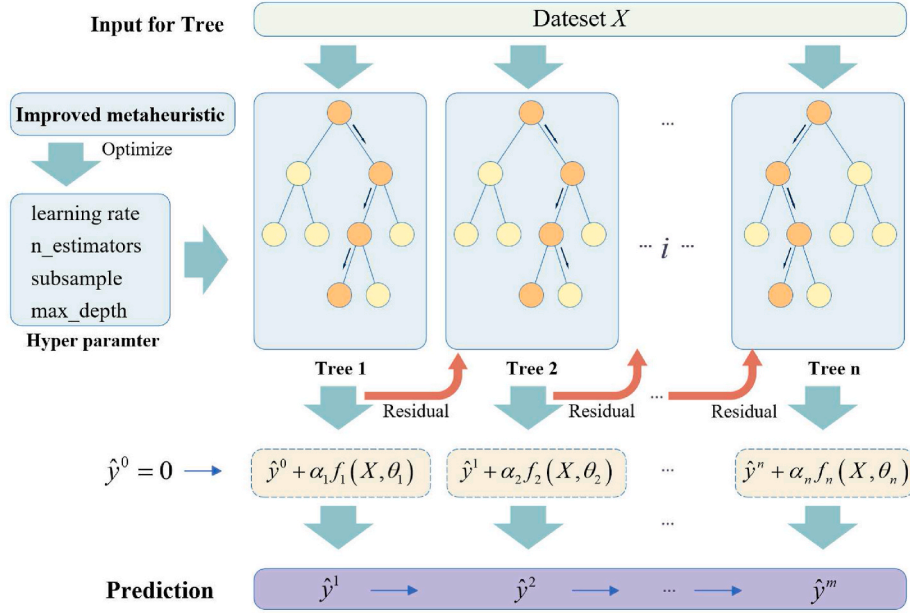 Input for Tree
Dateset X
Improved metaheuristic
Optimize
learning rate
n_estimators
subsample
max_depth
Hyper paramter
...
... i ...
Tree 1
Tree 2
Tree n
Residual
Residual
...
Residual
ŷ⁰ = 0
ŷ⁰ + α₁f₁(X,θ₁)
ŷ¹ + α₂f₂(X,θ₂)
...
ŷⁿ + αₙfₙ(X,θₙ)
...
Prediction
ŷ¹
ŷ²
...
ŷᵐ